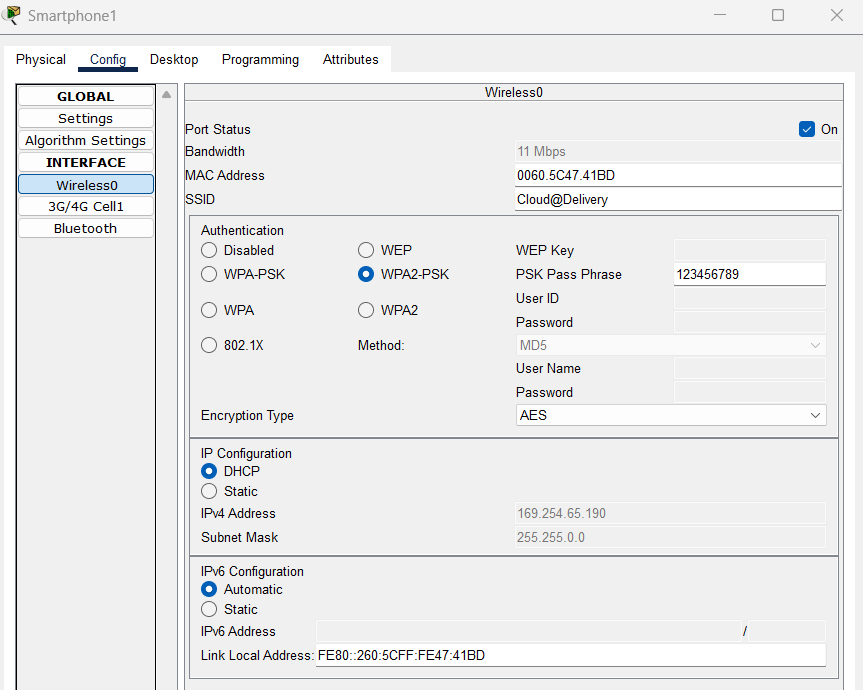 Smartphone1
Physical Config Desktop Programming Attributes
GLOBAL
Settings
Algorithm Settings
INTERFACE
Wireless0
3G/4G Cell1
Bluetooth
Wireless0
Port Status On
Bandwidth 11 Mbps
MAC Address 0060.5C47.41BD
SSID Cloud@Delivery
Authentication
Disabled WEP WEP Key
WPA-PSK WPA2-PSK PSK Pass Phrase 123456789
User ID
WPA WPA2
Password
802.1X Method: MD5
User Name
Password
Encryption Type AES
IP Configuration
DHCP
Static
IPv4 Address 169.254.65.190
Subnet Mask 255.255.0.0
IPv6 Configuration
Automatic
Static
IPv6 Address /
Link Local Address: FE80::260:5CFF:FE47:41BD